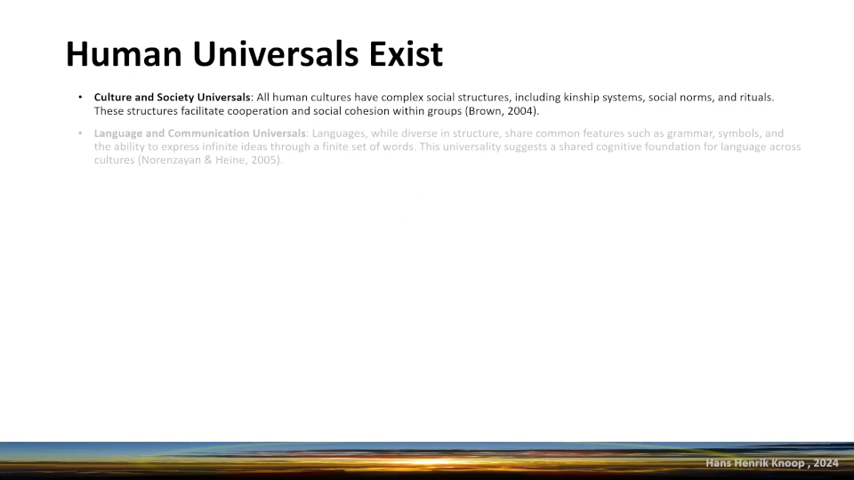 Human Universals Exist
• Culture and Society Universals: All human cultures have complex social structures, including kinship systems, social norms, and rituals.
These structures facilitate cooperation and social cohesion within groups (Brown, 2004).
• Language and Communication Universals: Languages, while diverse in structure, share common features such as grammar, symbols, and
the ability to express infinite ideas through a finite set of words. This universality suggests a shared cognitive foundation for language across
cultures (Norenzayan & Heine, 2005).
Hans Henrik Knoop , 2024